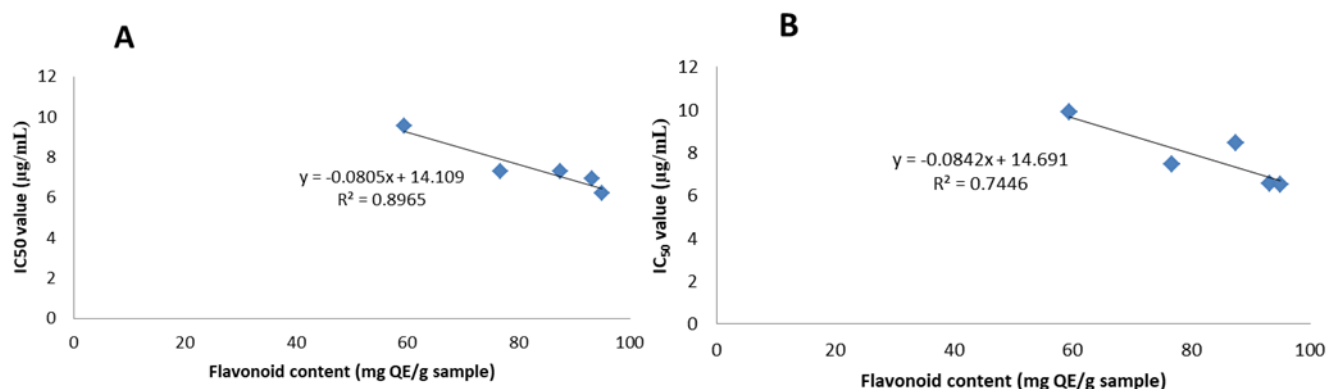 A
12
10
8
6
4
2
0
IC50 value (µg/mL)
y = -0.0805x + 14.109
R² = 0.8965
0 20 40 60 80 100
Flavonoid content (mg QE/g sample)
B
12
10
8
6
4
2
0
IC₅₀ value (µg/mL)
y = -0.0842x + 14.691
R² = 0.7446
0 20 40 60 80 100
Flavonoid content (mg QE/g sample)